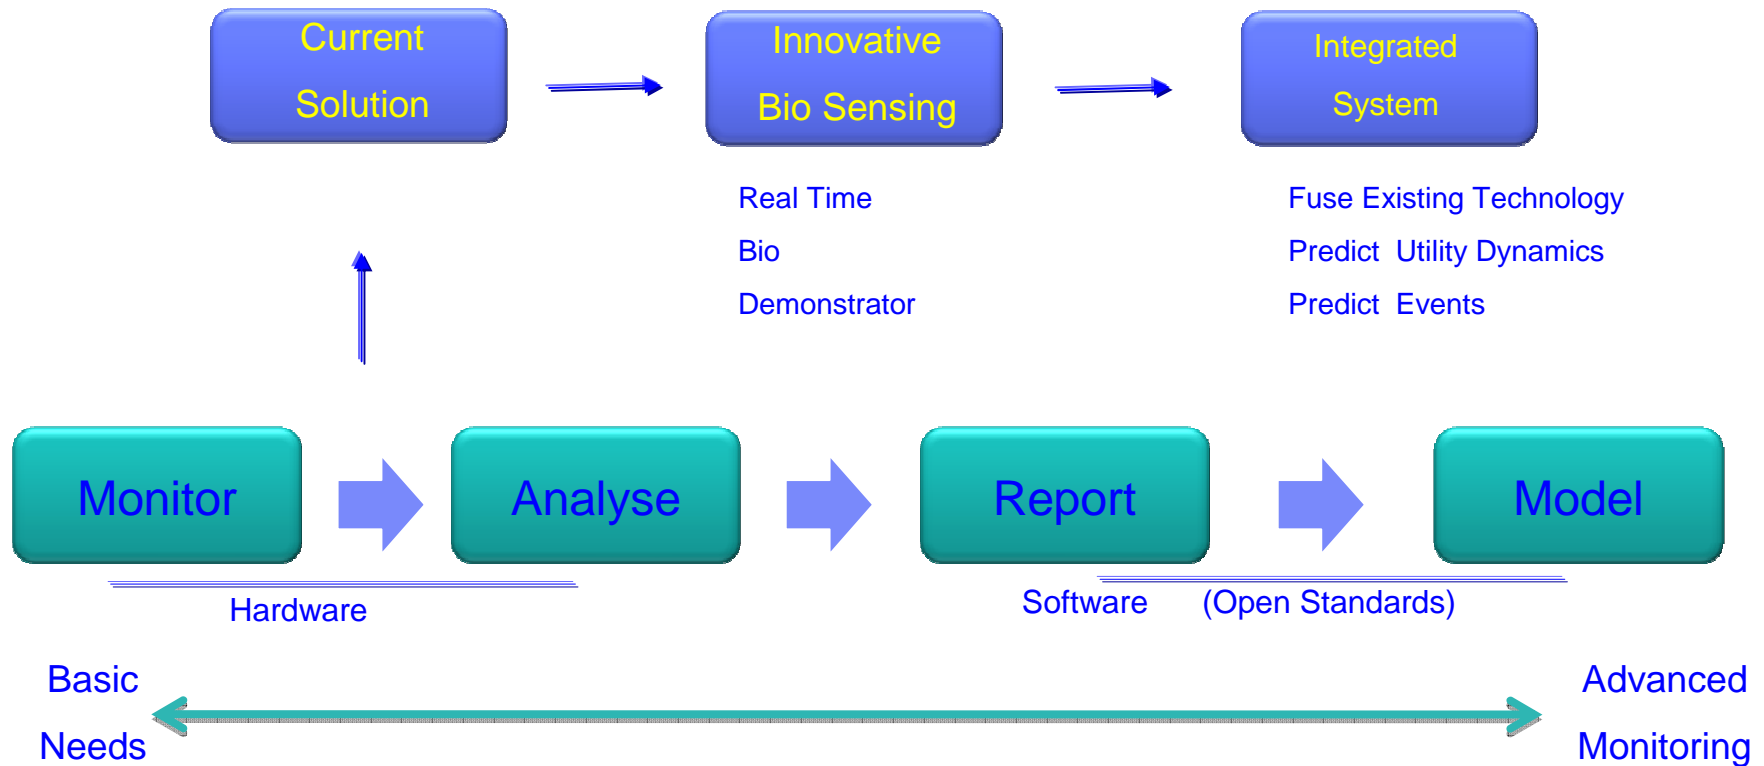 Current
Solution
Innovative
Bio Sensing
Integrated
System
Real Time
Bio
Demonstrator
Fuse Existing Technology
Predict  Utility Dynamics
Predict  Events
Monitor
Analyse
Report
Model
Hardware
Software (Open Standards)
Basic
Needs
Advanced
Monitoring